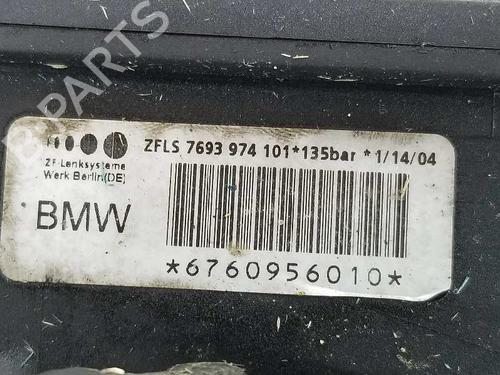 B-PARTS
ZFLS 7693 974 101*135bar *1/14/04
ZF-Lenksysteme
Werk Berlin(DE)
BMW
*6760956010*